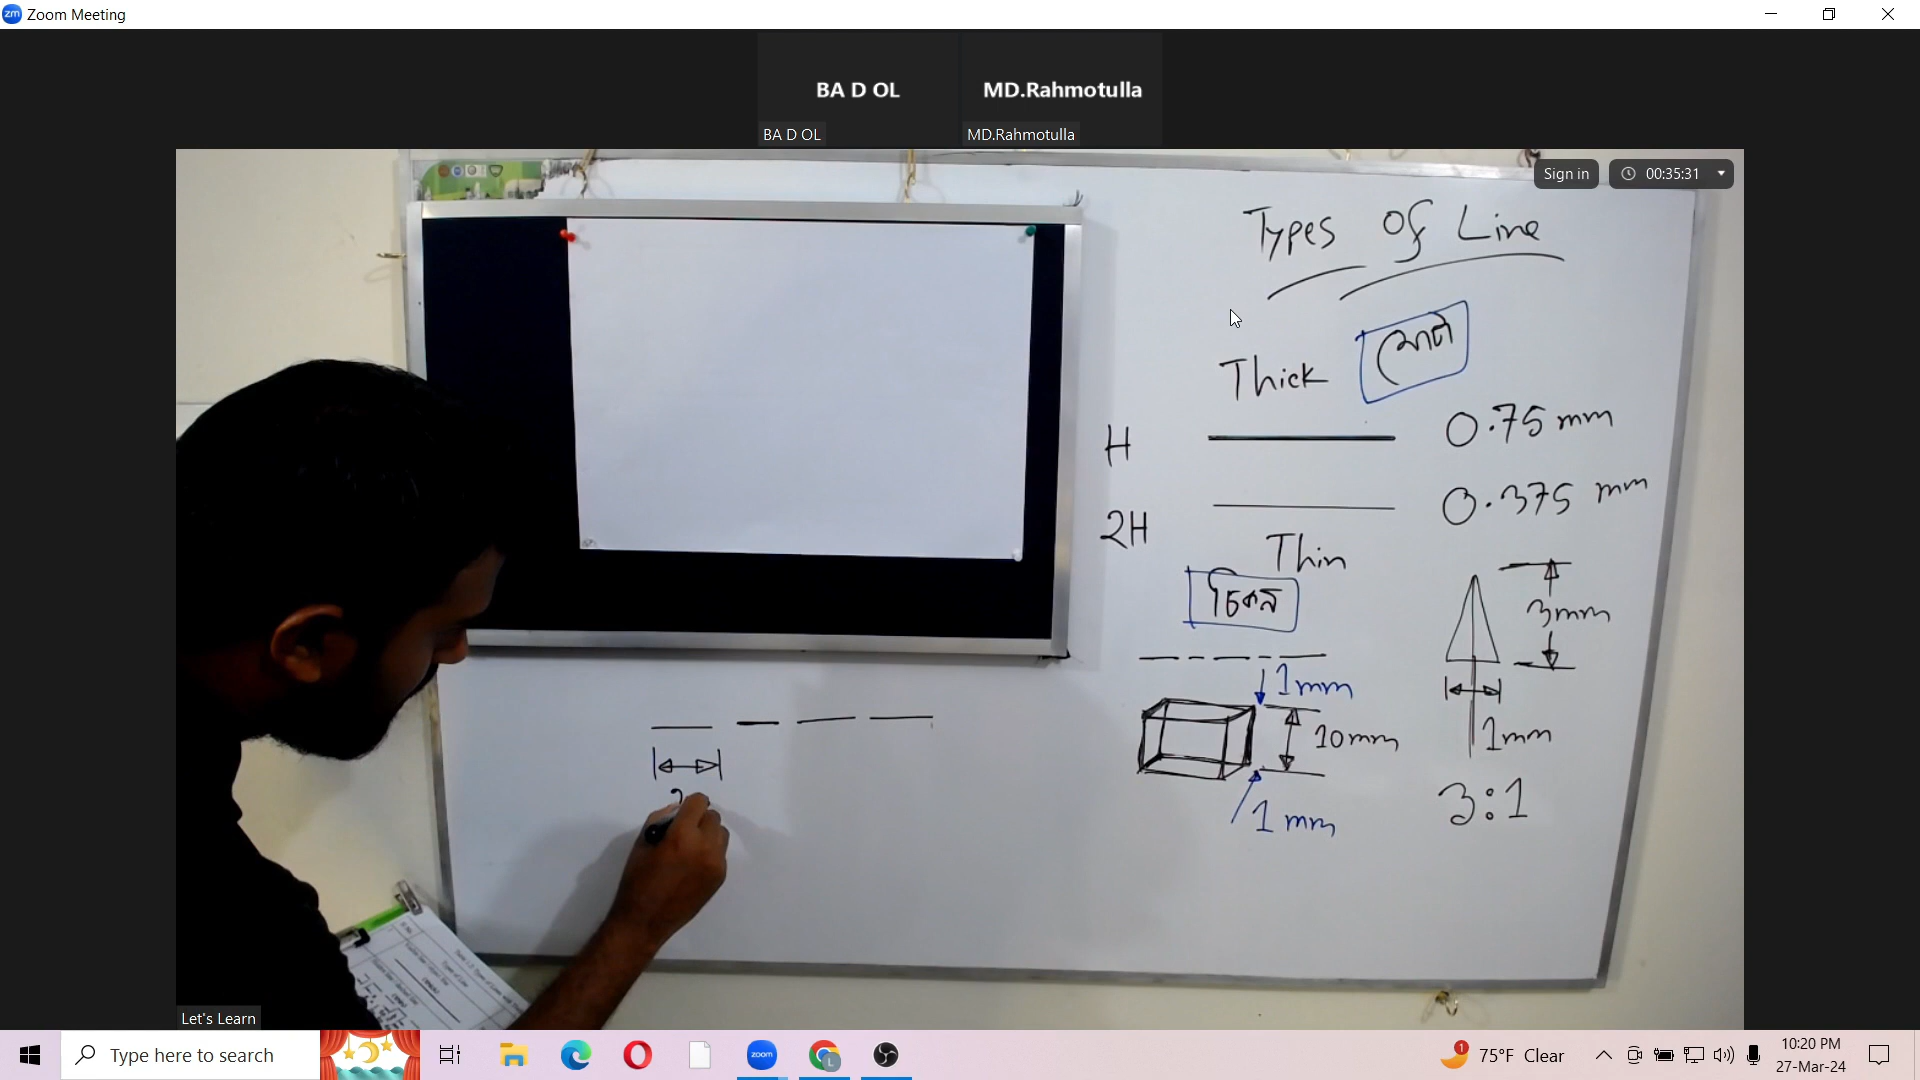 Zoom Meeting
BA D OL
MD.Rahmotulla
BA D OL
MD.Rahmotulla
Sign in
00:35:31
Types Of Line
Thick
মোটা
H
0.75 mm
2H
0.375 mm
Thin
চিকন
3mm
1mm
10mm
1mm
1 mm
3:1
Let's Learn
Type here to search
zoom
L
1
75°F Clear
10:20 PM
27-Mar-24